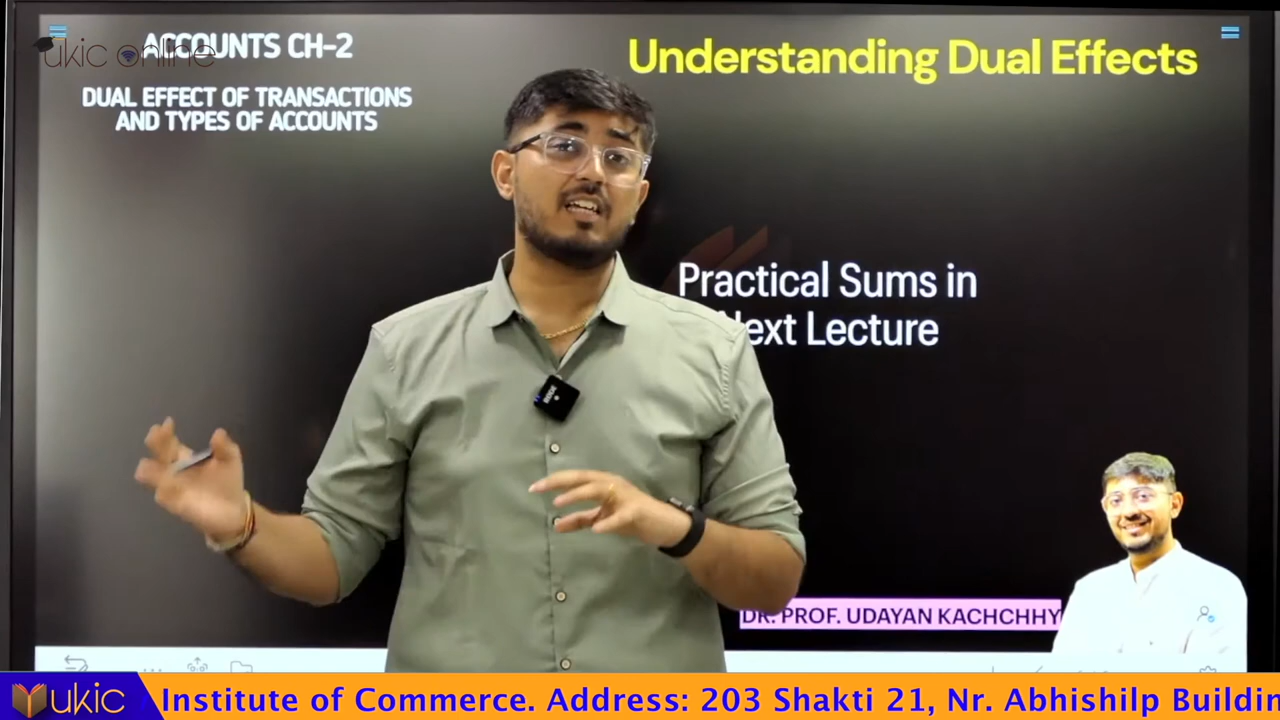 ukic online
ACCOUNTS CH-2
DUAL EFFECT OF TRANSACTIONS
AND TYPES OF ACCOUNTS
Understanding Dual Effects
Practical Sums in
Next Lecture
DR. PROF. UDAYAN KACHCHHY
ukic
Institute of Commerce. Address: 203 Shakti 21, Nr. Abhishilp Buildin